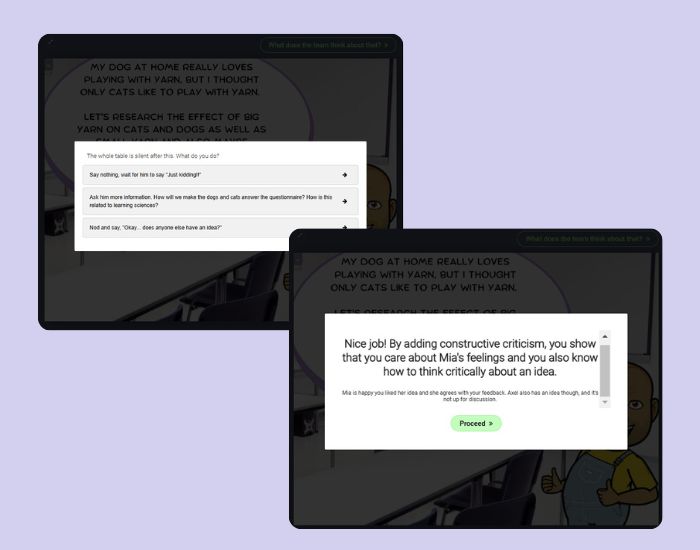 What does the team think about that? »
MY DOG AT HOME REALLY LOVES
PLAYING WITH YARN, BUT I THOUGHT
ONLY CATS LIKE TO PLAY WITH YARN.
LET'S RESEARCH THE EFFECT OF BIG
YARN ON CATS AND DOGS AS WELL AS
The whole table is silent after this. What do you do?
Say nothing, wait for him to say "Just kidding!!"
Ask him more information. How will we make the dogs and cats answer the questionnaire? How is this
related to learning sciences?
Nod and say, "Okay... does anyone else have an idea?"
What does the team think about that? »
MY DOG AT HOME REALLY LOVES
PLAYING WITH YARN, BUT I THOUGHT
ONLY CATS LIKE TO PLAY WITH YARN.
LET'S RESEARCH THE EFFECT OF BIG
Nice job! By adding constructive criticism, you show
that you care about Mia's feelings and you also know
how to think critically about an idea.
Mia is happy you liked her idea and she agrees with your feedback. Axel also has an idea though, and it's
not up for discussion.
Proceed »